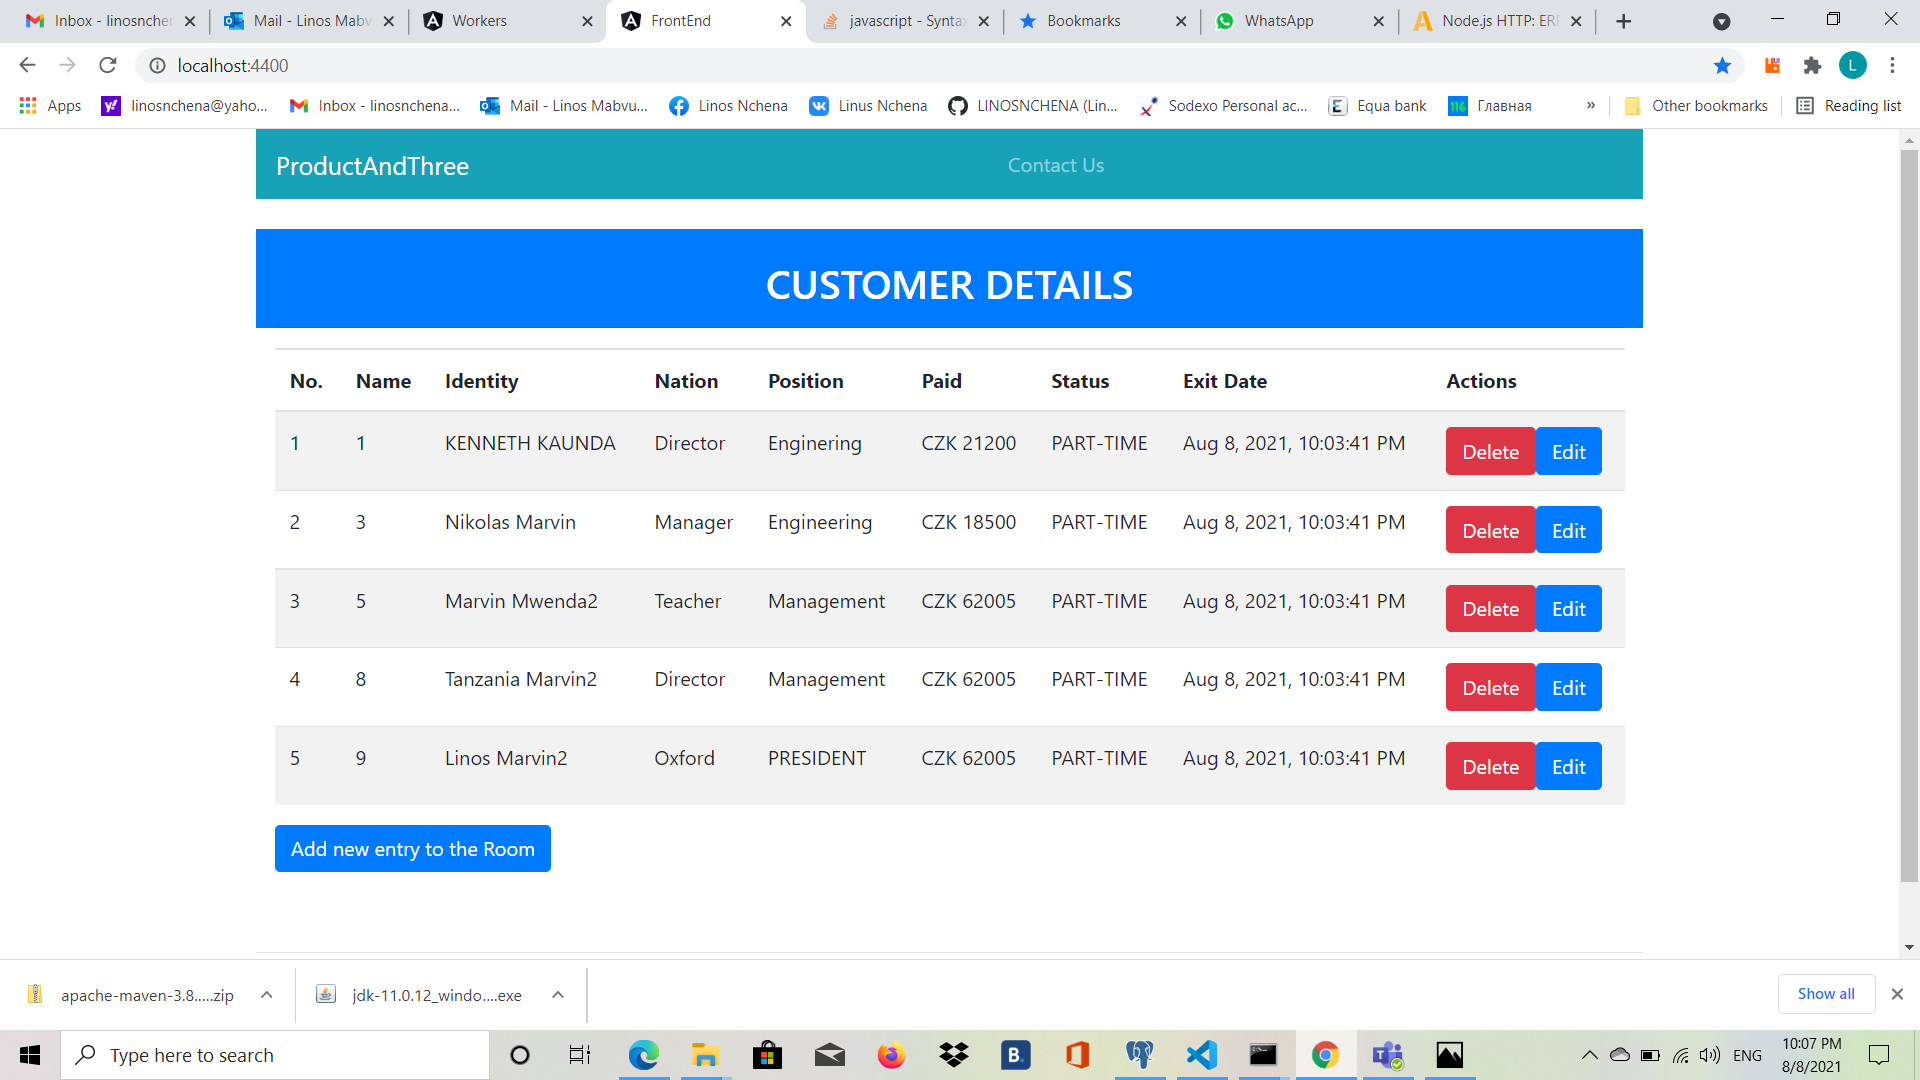 Inbox - linosnchen
Mail - Linos Mabv
Workers
FrontEnd
javascript - Syntax
Bookmarks
WhatsApp
Node.js HTTP: ERR
localhost:4400
L
Apps
linosnchena@yaho...
Inbox - linosnchena...
Mail - Linos Mabvu...
Linos Nchena
Linus Nchena
LINOSNCHENA (Lin...
Sodexo Personal ac...
Equa bank
116
Главная
»
Other bookmarks
Reading list
ProductAndThree
Contact Us
CUSTOMER DETAILS
No. Name Identity Nation Position Paid Status Exit Date Actions
1 1 KENNETH KAUNDA Director Enginering CZK 21200 PART-TIME Aug 8, 2021, 10:03:41 PM Delete Edit
2 3 Nikolas Marvin Manager Engineering CZK 18500 PART-TIME Aug 8, 2021, 10:03:41 PM Delete Edit
3 5 Marvin Mwenda2 Teacher Management CZK 62005 PART-TIME Aug 8, 2021, 10:03:41 PM Delete Edit
4 8 Tanzania Marvin2 Director Management CZK 62005 PART-TIME Aug 8, 2021, 10:03:41 PM Delete Edit
5 9 Linos Marvin2 Oxford PRESIDENT CZK 62005 PART-TIME Aug 8, 2021, 10:03:41 PM Delete Edit
Add new entry to the Room
apache-maven-3.8.....zip
jdk-11.0.12_windo....exe
Show all
Type here to search
B.
ENG
10:07 PM
8/8/2021